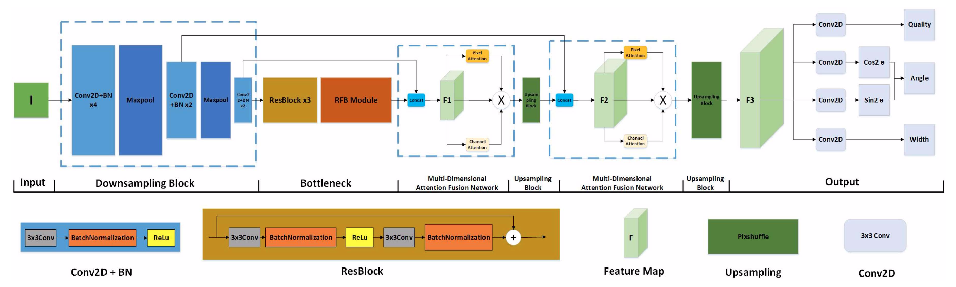 I
Conv2D+BN
x4
Maxpool
Conv2D
+BN x2
Maxpool
ResBlock x3
RFB Module
Concat
F1
Pixel
Attention
Channel
Attention
X
Upsampling
Block
Concat
F2
Pixel
Attention
Channel
Attention
X
Upsampling
Block
F3
Conv2D
Conv2D
Conv2D
Conv2D
Cos2 θ
Sin2 θ
Quality
Angle
Width
Input
Downsampling Block
Bottleneck
Multi-Dimensional
Attention Fusion Network
Upsampling
Block
Multi-Dimensional
Attention Fusion Network
Upsampling
Block
Output
3x3Conv
BatchNormalization
ReLu
Conv2D + BN
3x3Conv
BatchNormalization
ReLu
3x3Conv
BatchNormalization
+
ResBlock
F
Feature Map
Pixshuffle
Upsampling
3x3 Conv
Conv2D